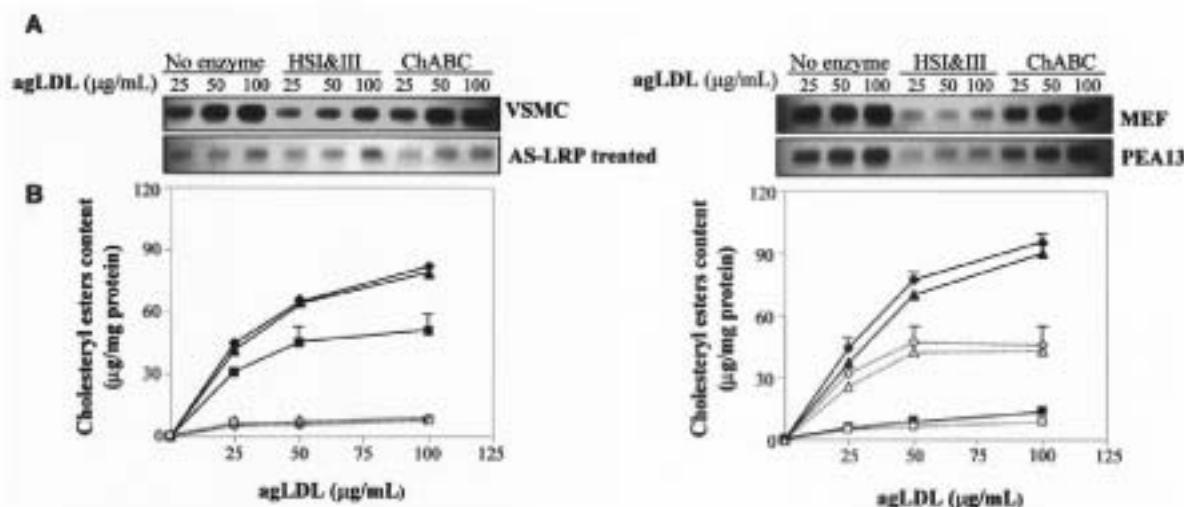 A
No enzyme HSI&III ChABC
agLDL (µg/mL) 25 50 100 25 50 100 25 50 100
VSMC
AS-LRP treated
No enzyme HSI&III ChABC
agLDL (µg/mL) 25 50 100 25 50 100 25 50 100
MEF
PEA13
B
Cholesteryl esters content
(µg/mg protein)
120
90
60
30
0
25 50 75 100 125
agLDL (µg/mL)
Cholesteryl esters content
(µg/mg protein)
120
90
60
30
0
25 50 75 100 125
agLDL (µg/mL)